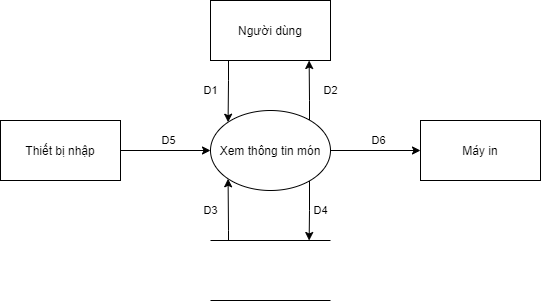 Người dùng
D1
D2
Thiết bị nhập
D5
Xem thông tin món
D6
Máy in
D3
D4